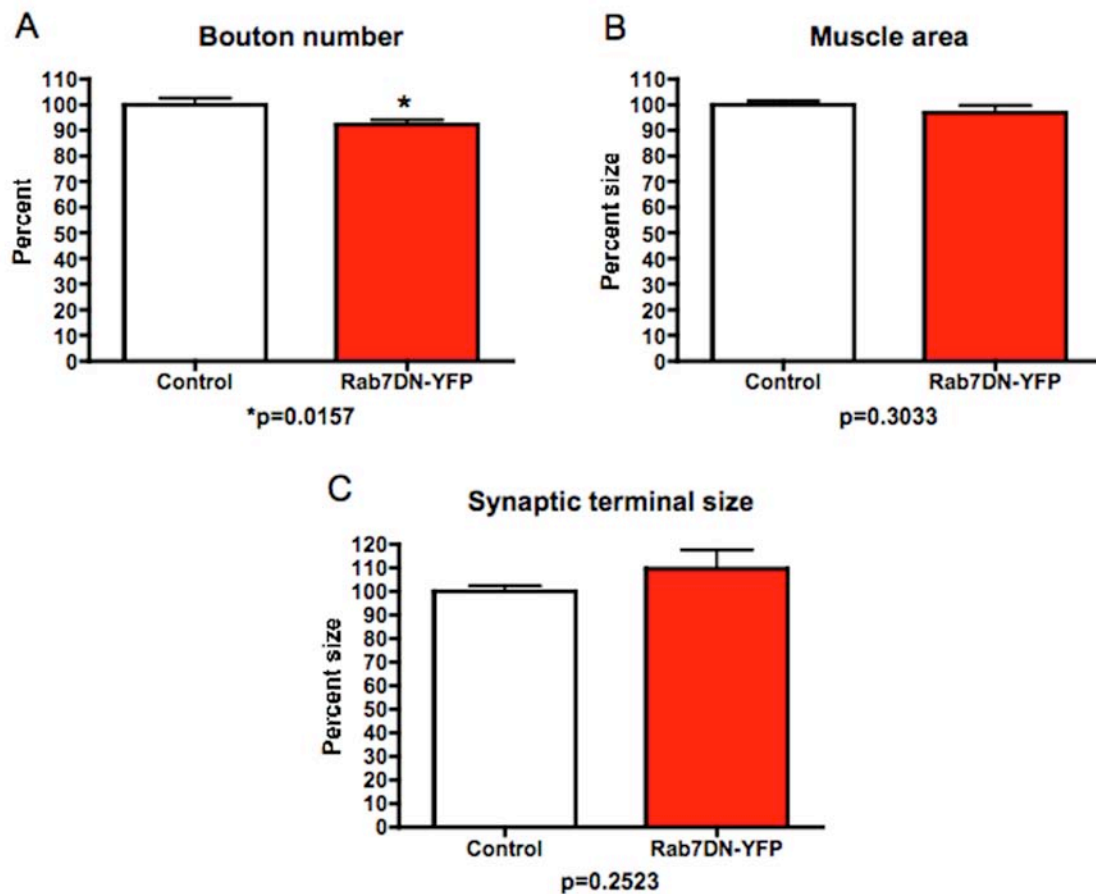 A
Bouton number
Percent
110
100
90
80
70
60
50
40
30
20
10
0
*
Control Rab7DN-YFP
*p=0.0157
B
Muscle area
Percent size
110
100
90
80
70
60
50
40
30
20
10
0
Control Rab7DN-YFP
p=0.3033
C
Synaptic terminal size
Percent size
120
110
100
90
80
70
60
50
40
30
20
10
0
Control Rab7DN-YFP
p=0.2523